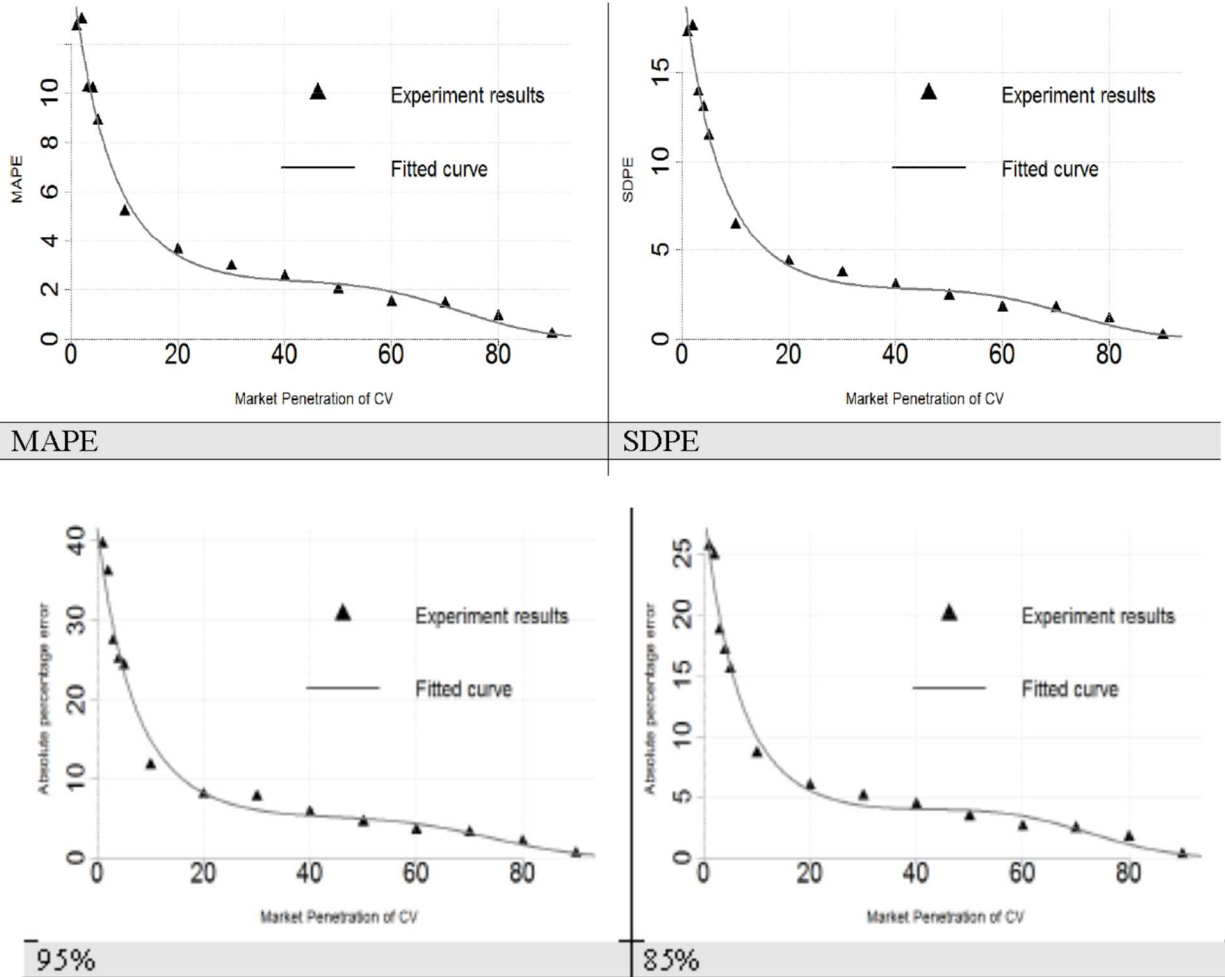 MAPE
10
8
6
4
2
0
0 20 40 60 80
Experiment results
Fitted curve
Market Penetration of CV
MAPE
SDPE
15
10
5
0
0 20 40 60 80
Experiment results
Fitted curve
Market Penetration of CV
SDPE
Absolute percentage error
40
30
20
10
0
0 20 40 60 80
Experiment results
Fitted curve
Market Penetration of CV
95%
Absolute percentage error
25
20
15
10
5
0
0 20 40 60 80
Experiment results
Fitted curve
Market Penetration of CV
85%